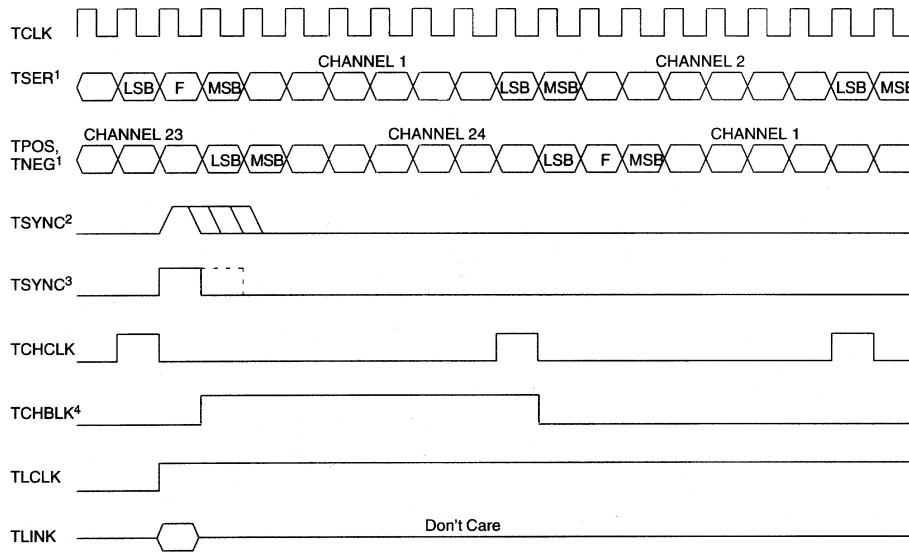 TCLK
CHANNEL 1 CHANNEL 2
TSER¹ LSB F MSB LSB MSB LSB MSB
CHANNEL 23 CHANNEL 24 CHANNEL 1
TPOS,
TNEG¹ LSB MSB LSB F MSB
TSYNC²
TSYNC³
TCHCLK
TCHBLK⁴
TLCLK
TLINK Don't Care